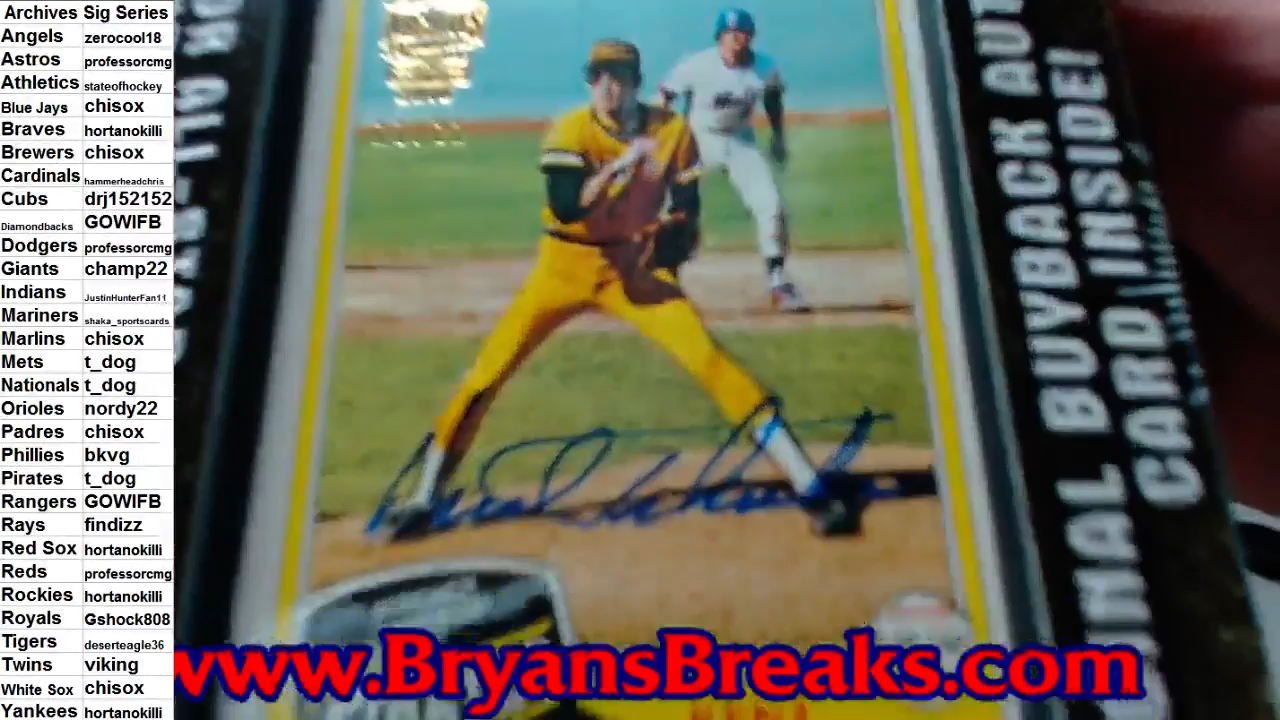 Archives Sig Series
Angels zerocool18
Astros professorcmg
Athletics stateofhockey
Blue Jays chisox
Braves hortanokilli
Brewers chisox
Cardinals hammerheadchris
Cubs drj152152
Diamondbacks GOWIFB
Dodgers professorcmg
Giants champ22
Indians JustinHunterFan11
Mariners shaka_sportscards
Marlins chisox
Mets t_dog
Nationals t_dog
Orioles nordy22
Padres chisox
Phillies bkvg
Pirates t_dog
Rangers GOWIFB
Rays findizz
Red Sox hortanokilli
Reds professorcmg
Rockies hortanokilli
Royals Gshock808
Tigers deserteagle36
Twins viking
White Sox chisox
Yankees hortanokilli
BUYBACK AUT
CARD INSIDE!
www.BryansBreaks.com